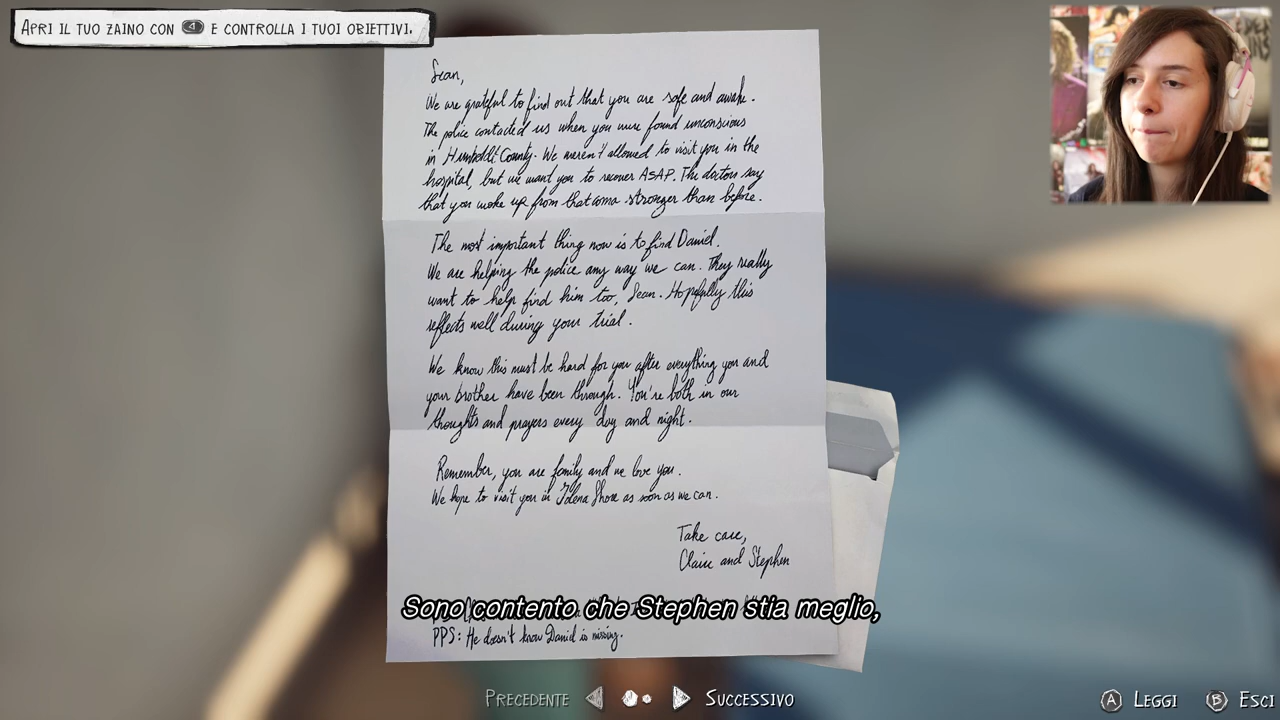 APRI IL TUO ZAINO CON E CONTROLLA I TUOI OBIETTIVI.
Sean,
We are grateful to find out that you are safe and awake.
The police contacted us when you were found unconscious
in Humboldt County. We weren't allowed to visit you in the
hospital, but we want you to recover ASAP. The doctors say
that you woke up from that coma stronger than before.
The most important thing now is to find Daniel.
We are helping the police any way we can. They really
want to help find him too, Sean. Hopefully this
reflects well during your trial.
We know this must be hard for you after everything you and
your brother have been through. You're both in our
thoughts and prayers every day and night.
Remember, you are family and we love you.
We hope to visit you in Shore as soon as we can.
Take care,
Claire and Stephen
Sono contento che Stephen stia meglio,
PPS: He doesn't know Daniel is missing.
PRECEDENTE SUCCESSIVO
A LEGGI B ESCI